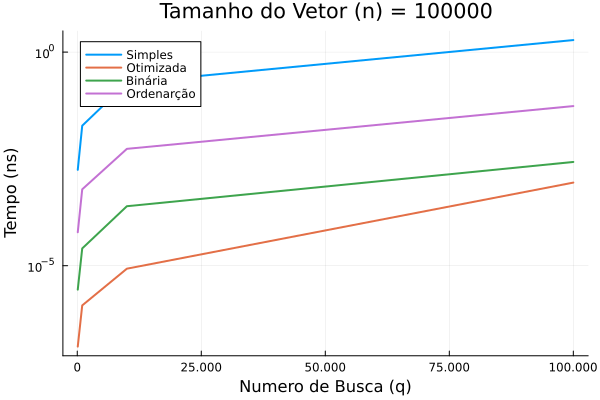 Tamanho do Vetor (n) = 100000
10⁰
Simples
Otimizada
Binária
Ordenarção
Tempo (ns)
10⁻⁵
0 25.000 50.000 75.000 100.000
Numero de Busca (q)